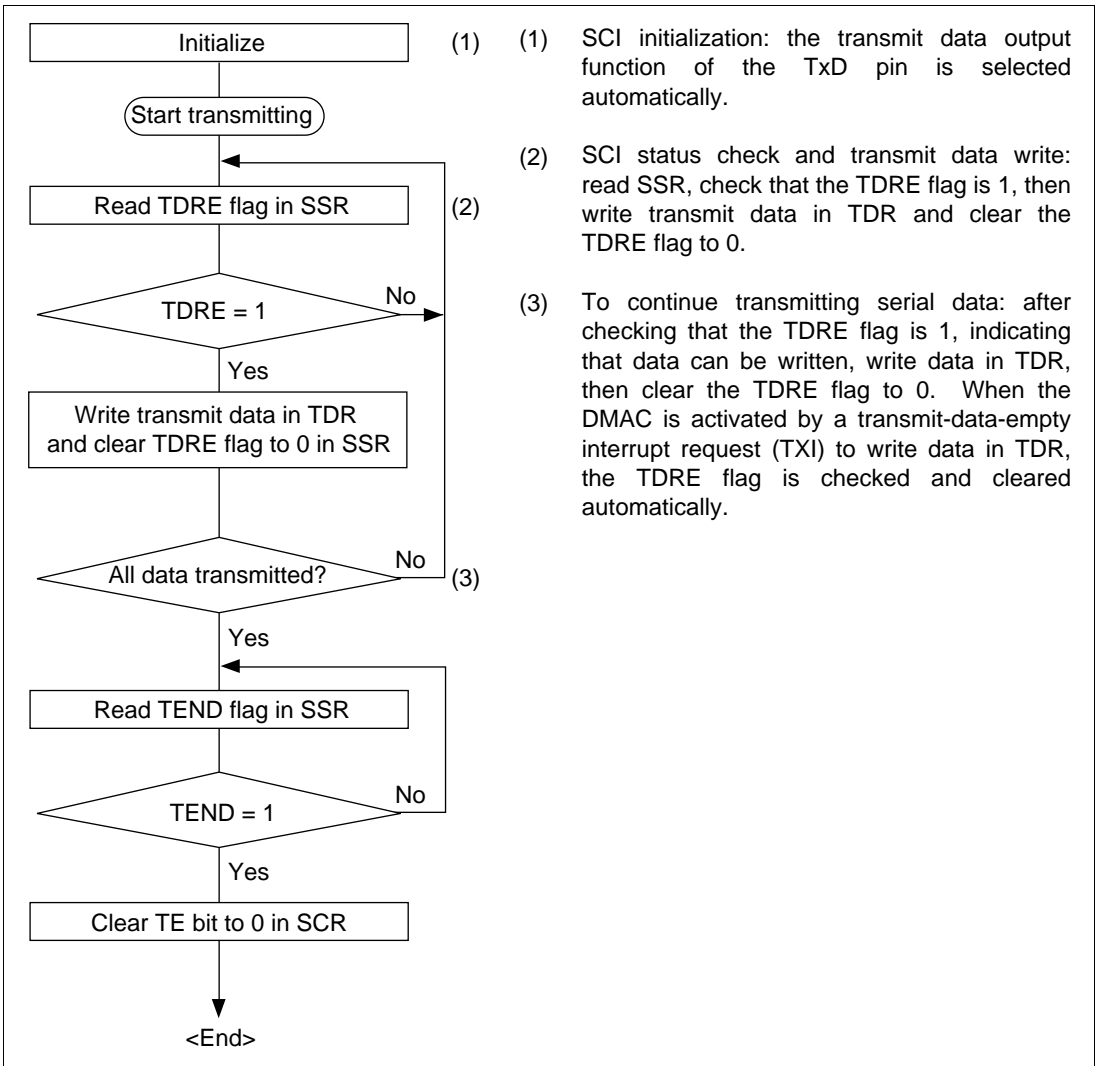 Initialize
(1)
Start transmitting
Read TDRE flag in SSR
(2)
TDRE = 1
No
Yes
Write transmit data in TDR
and clear TDRE flag to 0 in SSR
All data transmitted?
No
(3)
Yes
Read TEND flag in SSR
TEND = 1
No
Yes
Clear TE bit to 0 in SCR
<End>
(1) SCI initialization: the transmit data output
function of the TxD pin is selected
automatically.
(2) SCI status check and transmit data write:
read SSR, check that the TDRE flag is 1, then
write transmit data in TDR and clear the
TDRE flag to 0.
(3) To continue transmitting serial data: after
checking that the TDRE flag is 1, indicating
that data can be written, write data in TDR,
then clear the TDRE flag to 0. When the
DMAC is activated by a transmit-data-empty
interrupt request (TXI) to write data in TDR,
the TDRE flag is checked and cleared
automatically.